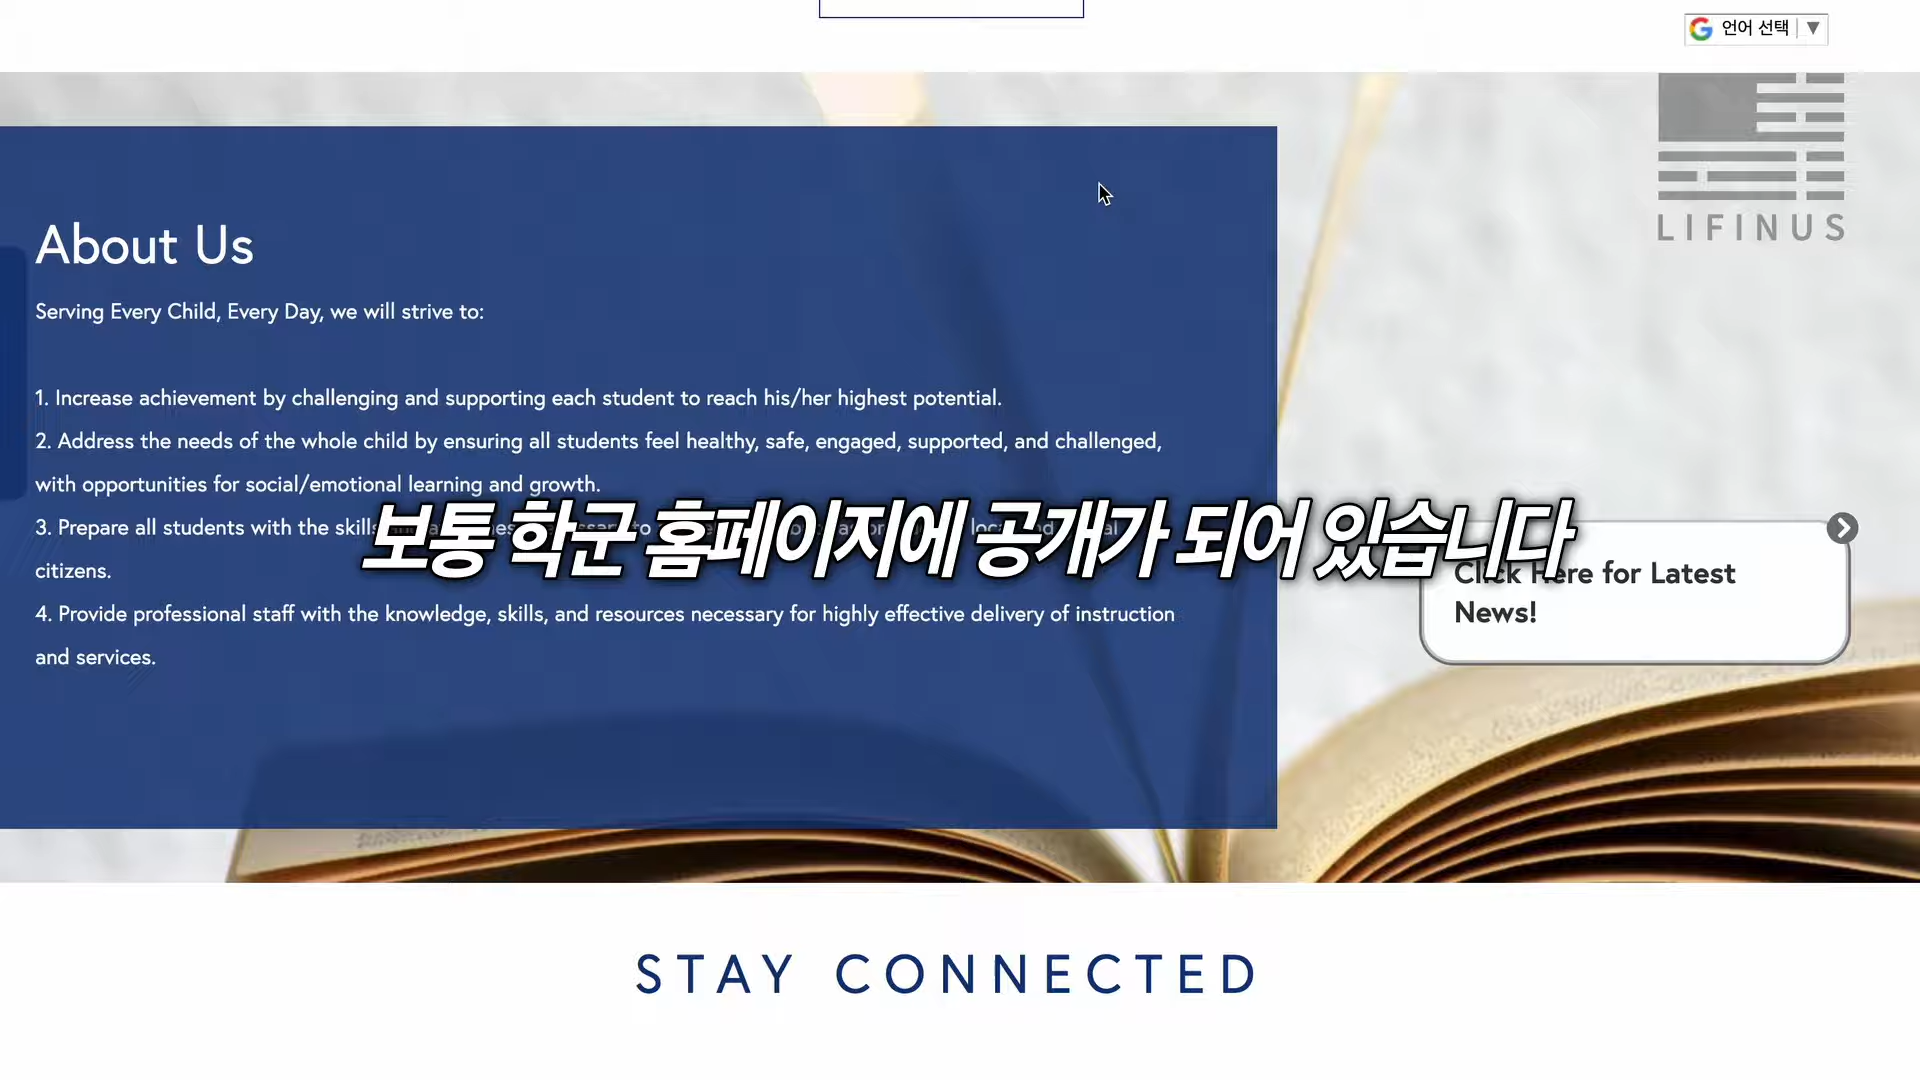 언어 선택
LIFINUS
About Us
Serving Every Child, Every Day, we will strive to:
1. Increase achievement by challenging and supporting each student to reach his/her highest potential.
2. Address the needs of the whole child by ensuring all students feel healthy, safe, engaged, supported, and challenged,
with opportunities for social/emotional learning and growth.
3. Prepare all students with the skills
citizens.
4. Provide professional staff with the knowledge, skills, and resources necessary for highly effective delivery of instruction
and services.
보통 학군 홈페이지에 공개가 되어 있습니다
Click Here for Latest
News!
STAY CONNECTED